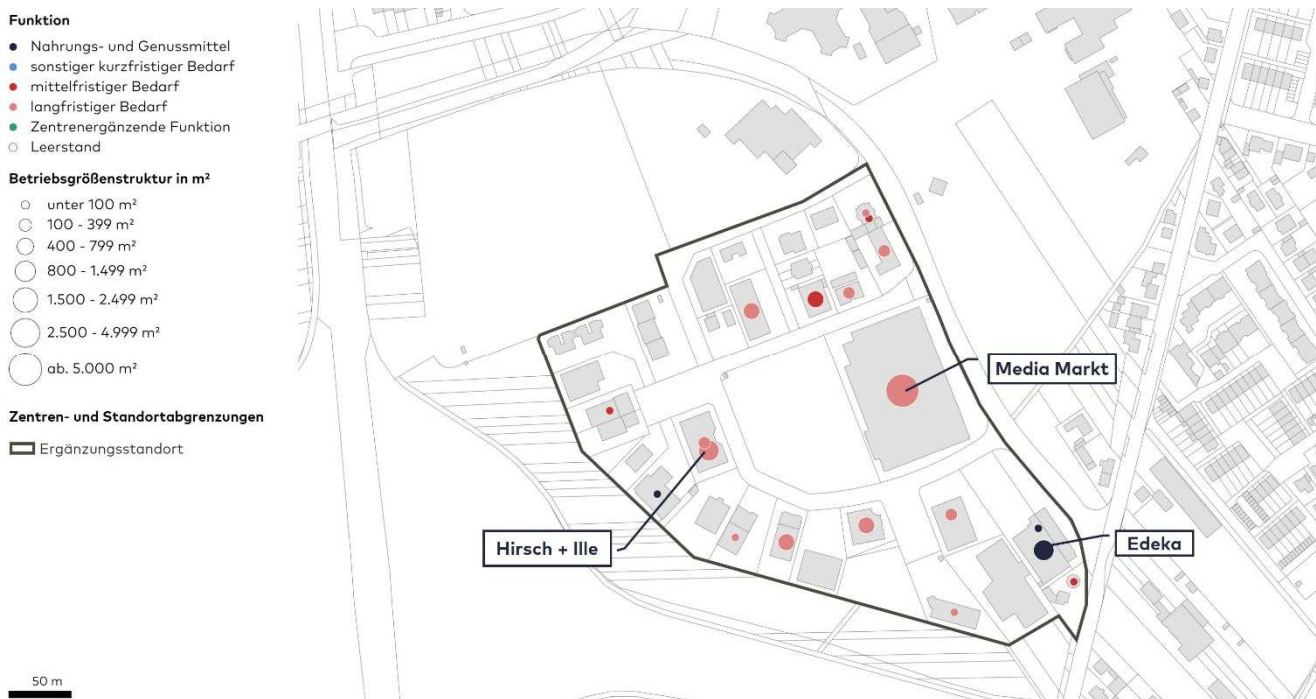 Funktion
Nahrungs- und Genussmittel
sonstiger kurzfristiger Bedarf
mittelfristiger Bedarf
langfristiger Bedarf
Zentrenergänzende Funktion
Leerstand
Betriebsgrößenstruktur in m²
unter 100 m²
100 - 399 m²
400 - 799 m²
800 - 1.499 m²
1.500 - 2.499 m²
2.500 - 4.999 m²
ab. 5.000 m²
Zentren- und Standortabgrenzungen
Ergänzungsstandort
50 m
Media Markt
Hirsch + Ille
Edeka